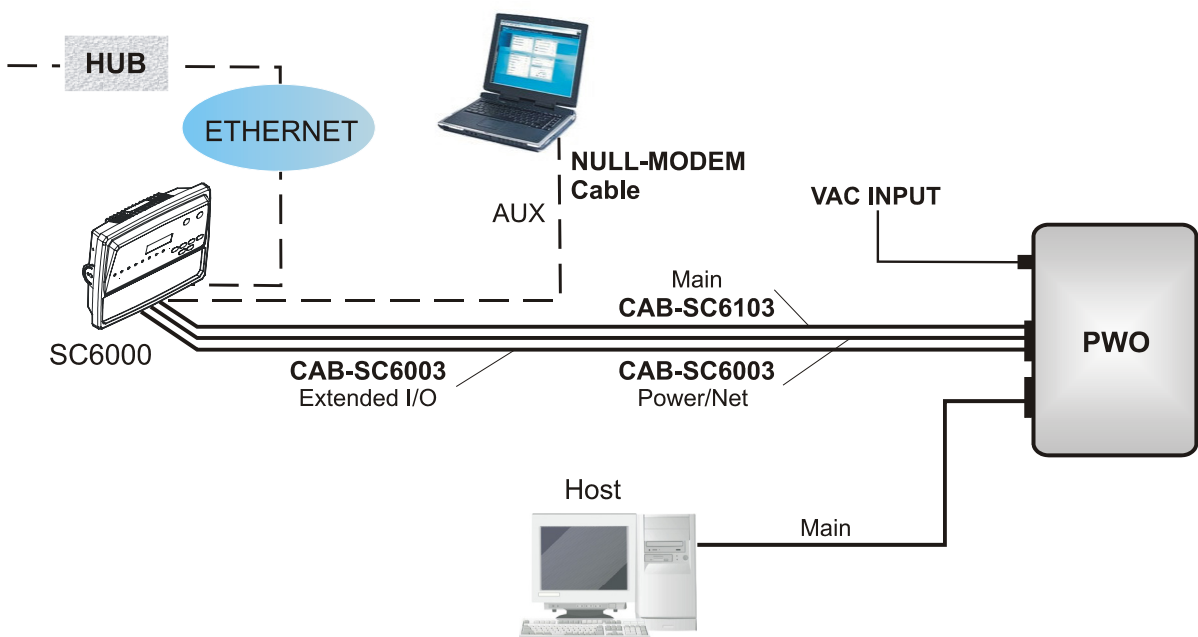 HUB
ETHERNET
NULL-MODEM
Cable
AUX
VAC INPUT
Main
CAB-SC6103
PWO
SC6000
CAB-SC6003
Extended I/O
CAB-SC6003
Power/Net
Host
Main